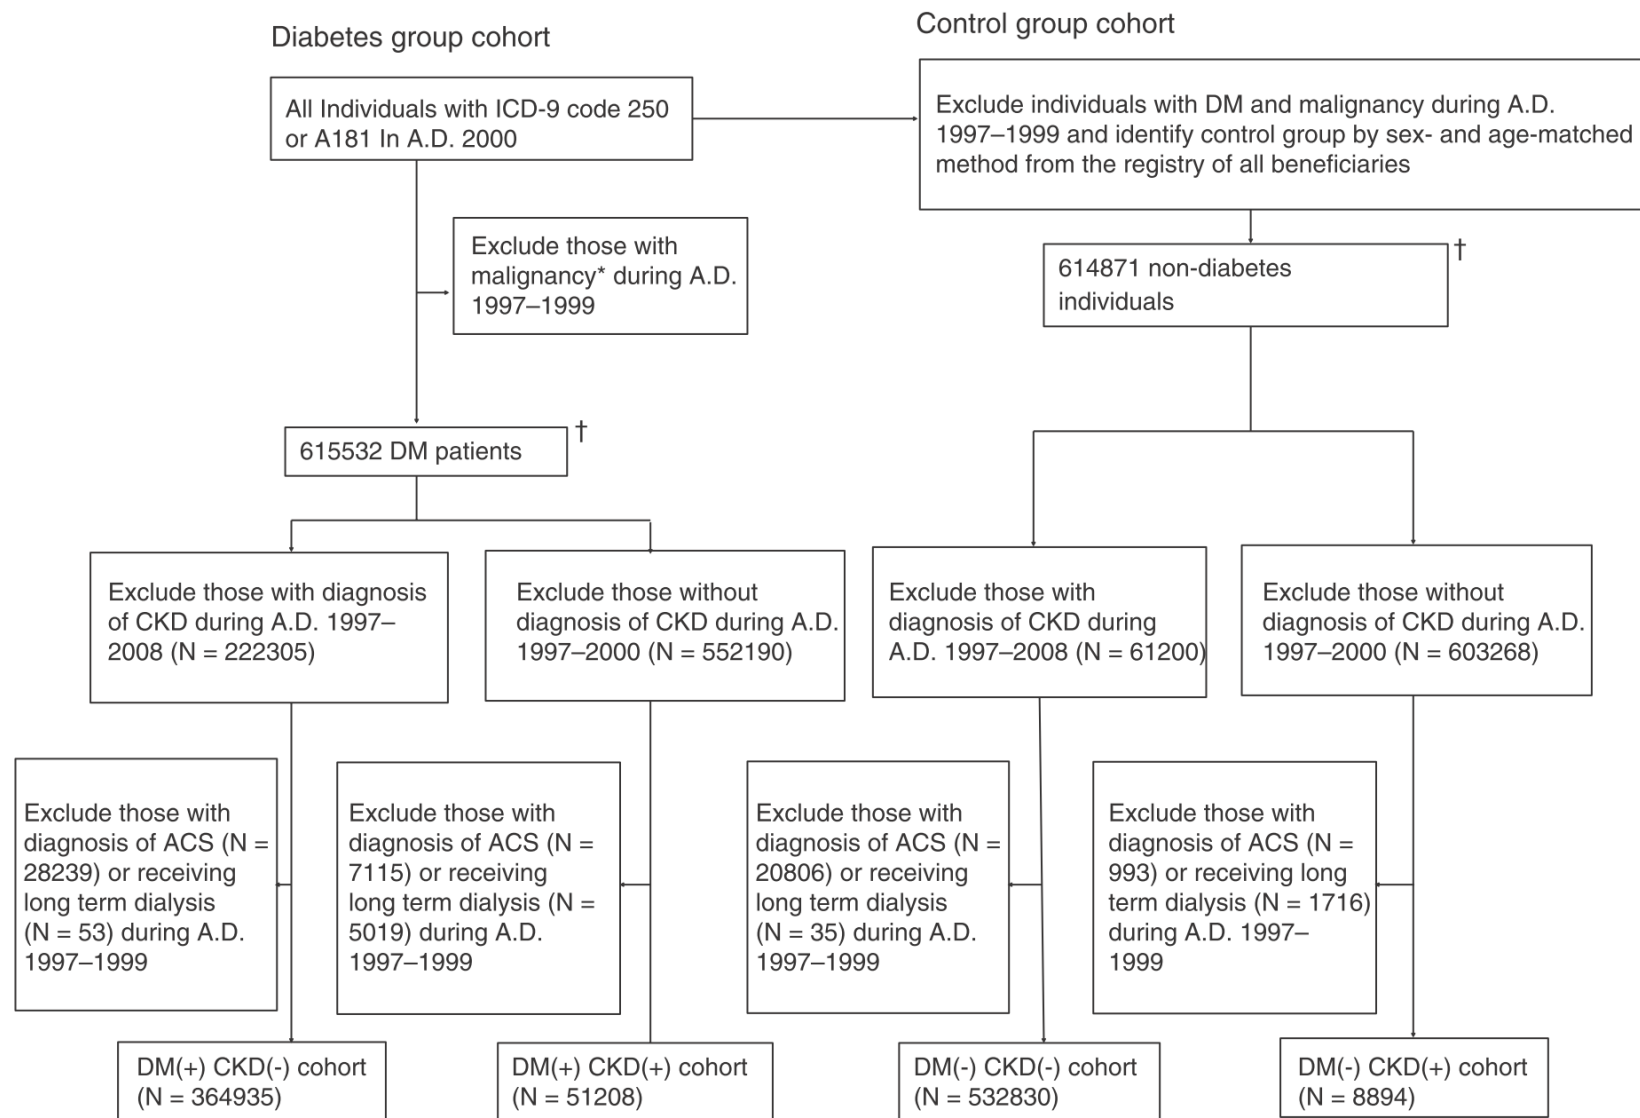 Diabetes group cohort
Control group cohort
All Individuals with ICD-9 code 250
or A181 In A.D. 2000
Exclude individuals with DM and malignancy during A.D.
1997–1999 and identify control group by sex- and age-matched
method from the registry of all beneficiaries
Exclude those with
malignancy* during A.D.
1997–1999
614871 non-diabetes
individuals
†
615532 DM patients
†
Exclude those with diagnosis
of CKD during A.D. 1997–
2008 (N = 222305)
Exclude those without
diagnosis of CKD during A.D.
1997–2000 (N = 552190)
Exclude those with
diagnosis of CKD during
A.D. 1997–2008 (N = 61200)
Exclude those without
diagnosis of CKD during A.D.
1997–2000 (N = 603268)
Exclude those with
diagnosis of ACS (N =
28239) or receiving
long term dialysis
(N = 53) during A.D.
1997–1999
Exclude those with
diagnosis of ACS (N =
7115) or receiving
long term dialysis (N =
5019) during A.D.
1997–1999
Exclude those with
diagnosis of ACS (N =
20806) or receiving
long term dialysis
(N = 35) during A.D.
1997–1999
Exclude those with
diagnosis of ACS (N =
993) or receiving long
term dialysis (N = 1716)
during A.D. 1997–
1999
DM(+) CKD(-) cohort
(N = 364935)
DM(+) CKD(+) cohort
(N = 51208)
DM(-) CKD(-) cohort
(N = 532830)
DM(-) CKD(+) cohort
(N = 8894)